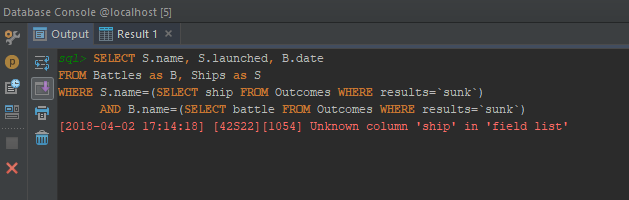 Database Console @localhost [5]
Output
Result 1
sql> SELECT S.name, S.launched, B.date
FROM Battles as B, Ships as S
WHERE S.name=(SELECT ship FROM Outcomes WHERE results=`sunk`)
AND B.name=(SELECT battle FROM Outcomes WHERE results=`sunk`)
[2018-04-02 17:14:18] [42S22][1054] Unknown column 'ship' in 'field list'